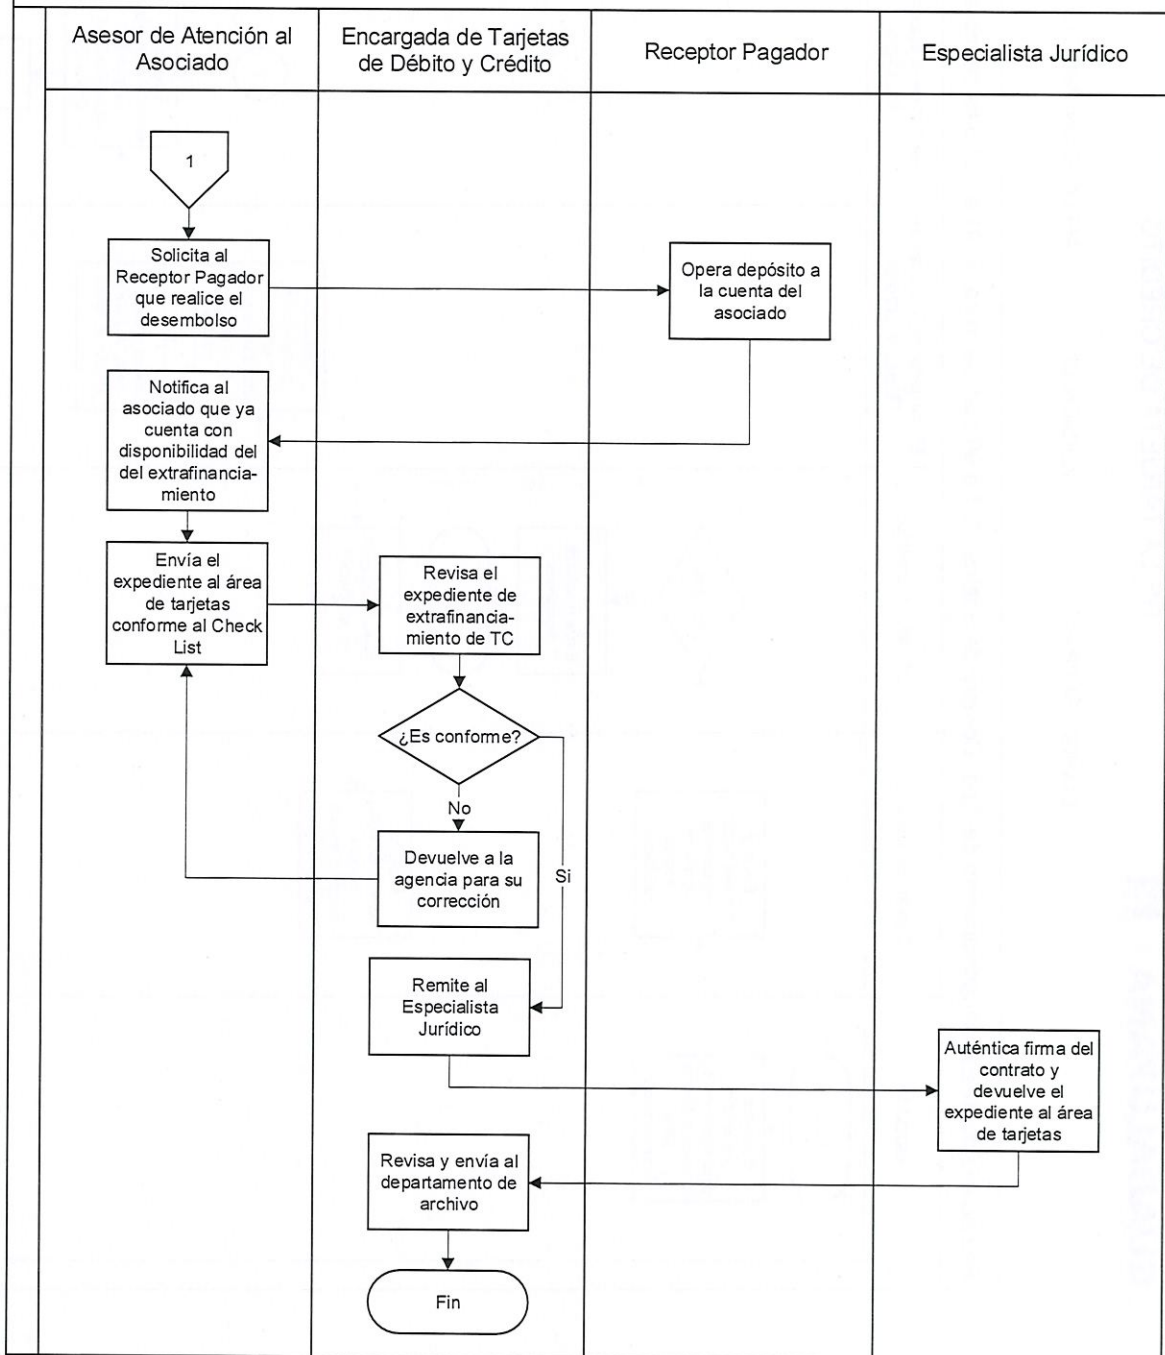 Asesor de Atención al
Asociado
Encargada de Tarjetas
de Débito y Crédito
Receptor Pagador
Especialista Jurídico
1
Solicita al
Receptor Pagador
que realice el
desembolso
Opera depósito a
la cuenta del
asociado
Notifica al
asociado que ya
cuenta con
disponibilidad del
del extrafinancia-
miento
Envía el
expediente al área
de tarjetas
conforme al Check
List
Revisa el
expediente de
extrafinancia-
miento de TC
¿Es conforme?
No
Si
Devuelve a la
agencia para su
corrección
Remite al
Especialista
Jurídico
Auténtica firma del
contrato y
devuelve el
expediente al área
de tarjetas
Revisa y envía al
departamento de
archivo
Fin